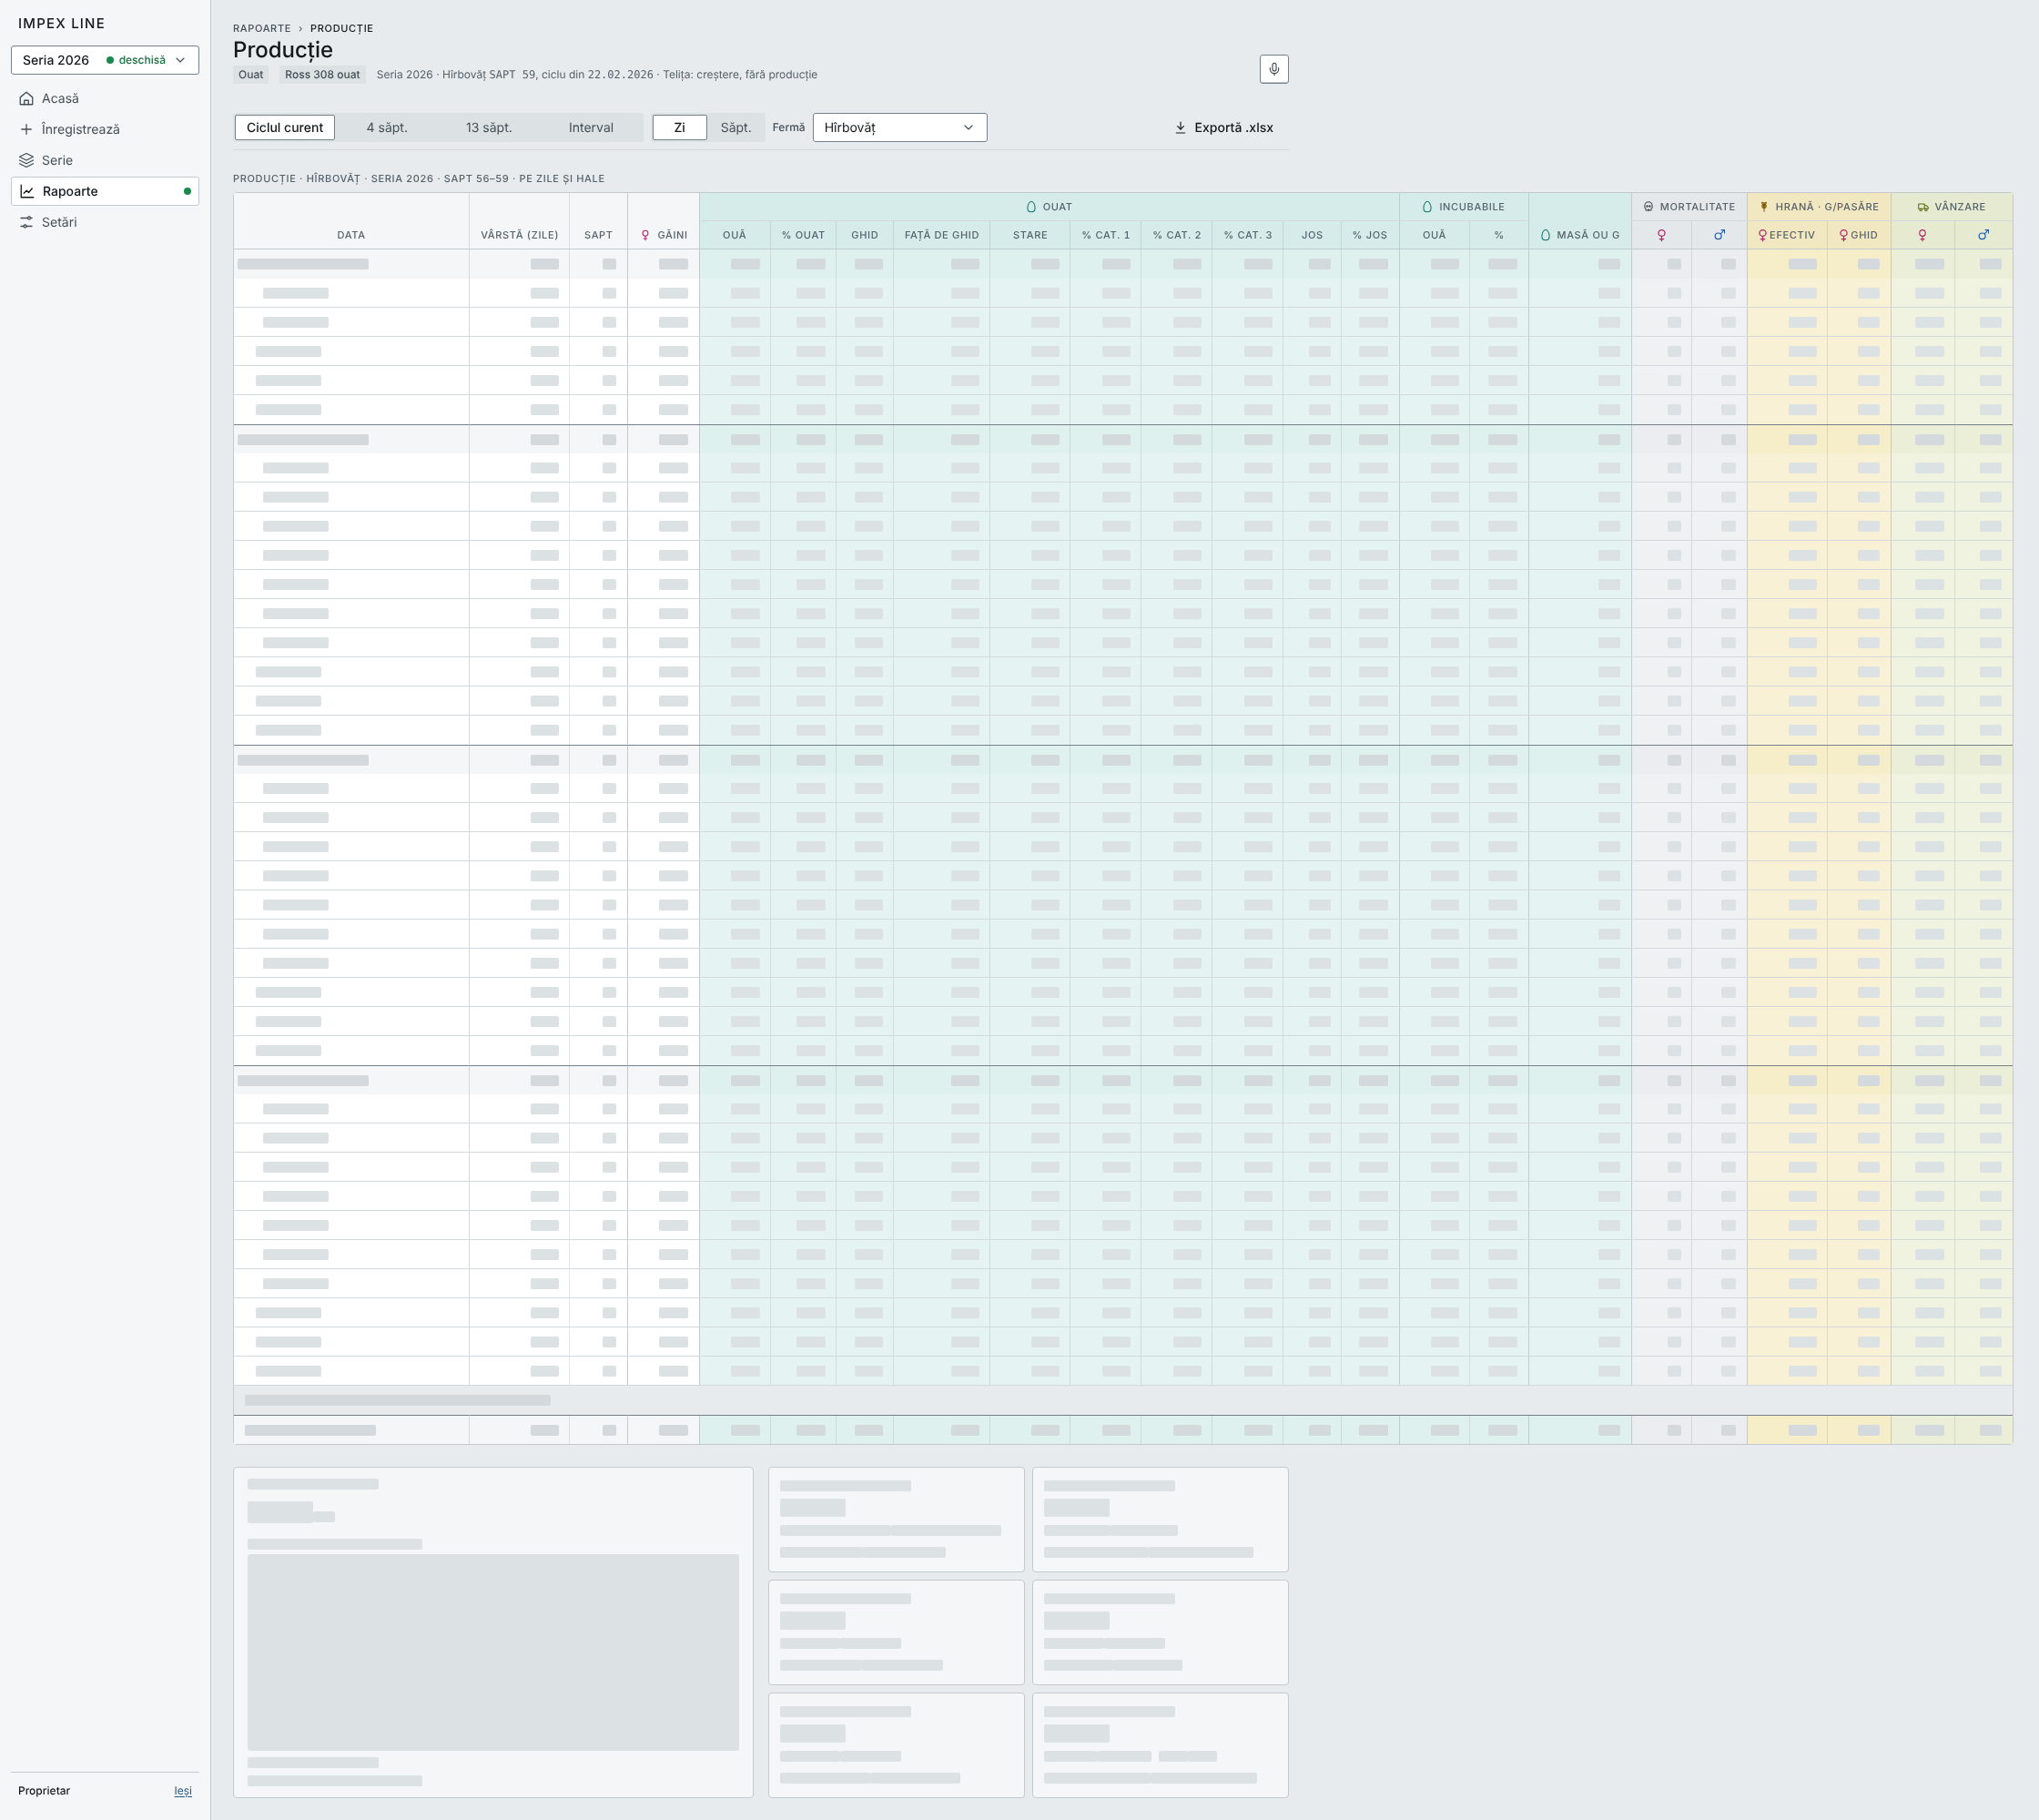 IMPEX LINE
Seria 2026 deschisă
Acasă
Înregistrează
Serie
Rapoarte
Setări
Proprietar Ieși
RAPOARTE › PRODUCȚIE
Producție
Ouat Ross 308 ouat Seria 2026 · Hîrbovăț SAPT 59, ciclu din 22.02.2026 · Telița: creștere, fără producție
Ciclul curent 4 săpt. 13 săpt. Interval Zi Săpt. Fermă Hîrbovăț Exportă .xlsx
PRODUCȚIE · HÎRBOVĂȚ · SERIA 2026 · SAPT 56–59 · PE ZILE ȘI HALE
OUAT INCUBABILE MORTALITATE HRANĂ · G/PASĂRE VÂNZARE
DATA VÂRSTĂ (ZILE) SAPT ♀ GĂINI OUĂ % OUAT GHID FAȚĂ DE GHID STARE % CAT. 1 % CAT. 2 % CAT. 3 JOS % JOS OUĂ % MASĂ OU G ♀ ♂ ♀ EFECTIV ♀ GHID ♀ ♂